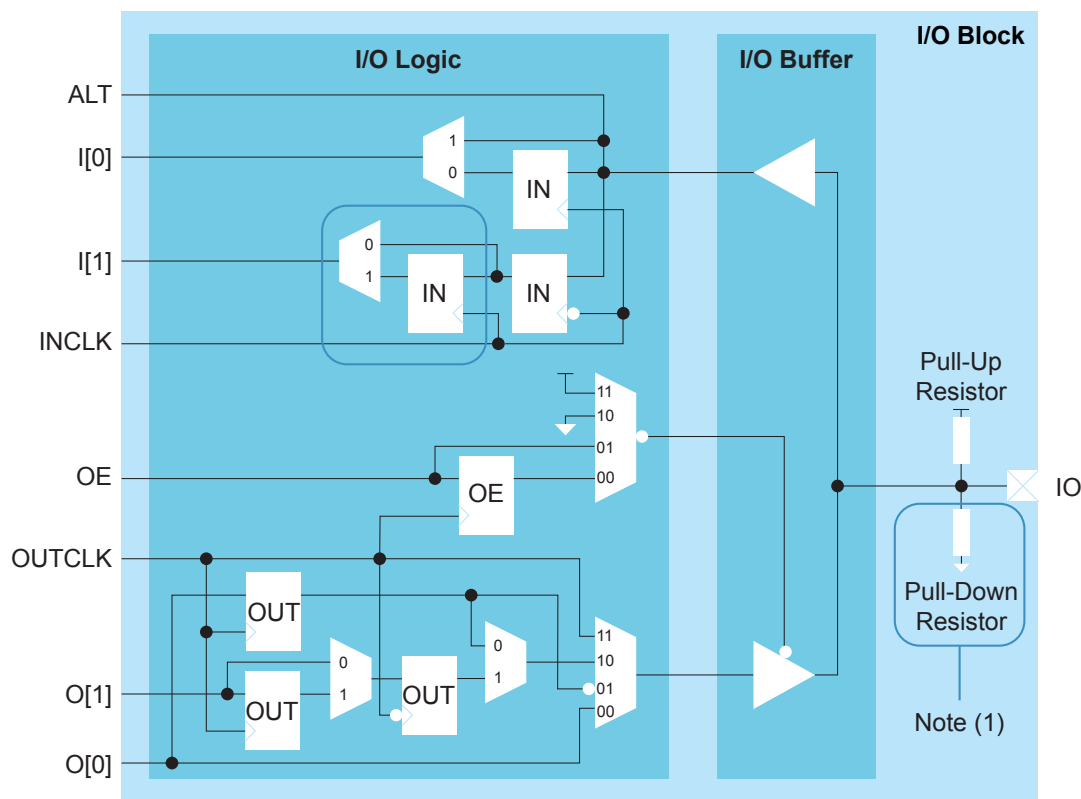 I/O Block
I/O Logic
I/O Buffer
ALT
I[0]
1
0
IN
I[1]
0
1
IN
IN
INCLK
11
10
01
00
OE
OE
Pull-Up
Resistor
IO
OUTCLK
Pull-Down
Resistor
OUT
0
1
OUT
OUT
0
1
11
10
01
00
O[1]
O[0]
Note (1)